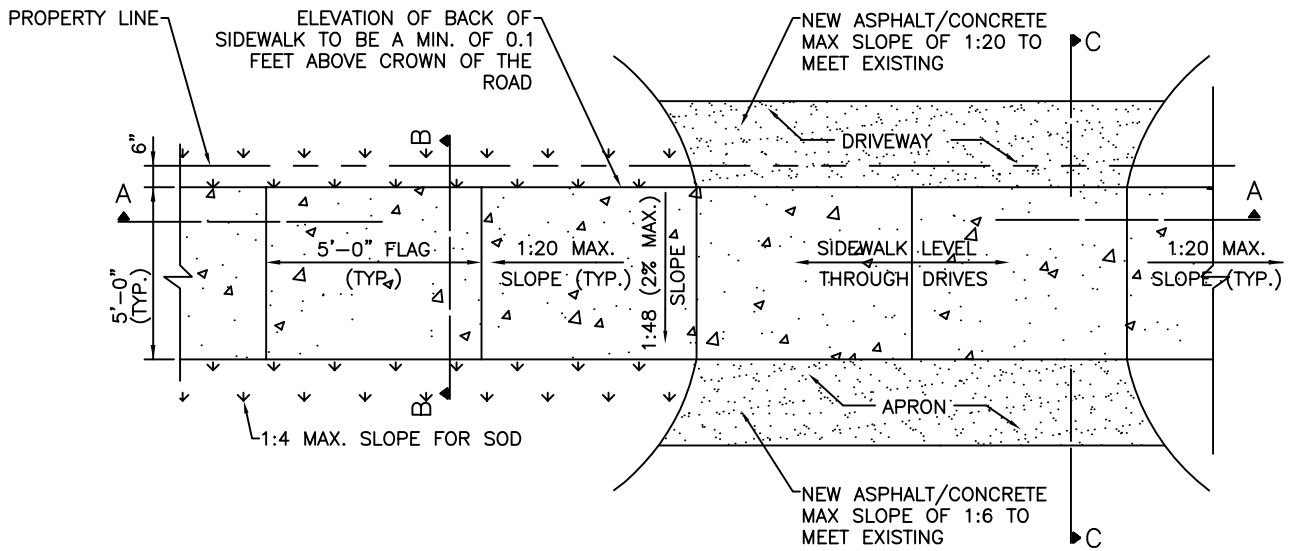 PROPERTY LINE
ELEVATION OF BACK OF
SIDEWALK TO BE A MIN. OF 0.1
FEET ABOVE CROWN OF THE
ROAD
NEW ASPHALT/CONCRETE
MAX SLOPE OF 1:20 TO
MEET EXISTING
C
6"
B
DRIVEWAY
A
A
5'-0" FLAG
(TYP.)
1:20 MAX.
SLOPE (TYP.)
1:48 (2% MAX.)
SLOPE
SIDEWALK LEVEL
THROUGH DRIVES
1:20 MAX.
SLOPE (TYP.)
5'-0"
(TYP.)
B
APRON
1:4 MAX. SLOPE FOR SOD
NEW ASPHALT/CONCRETE
MAX SLOPE OF 1:6 TO
MEET EXISTING
C